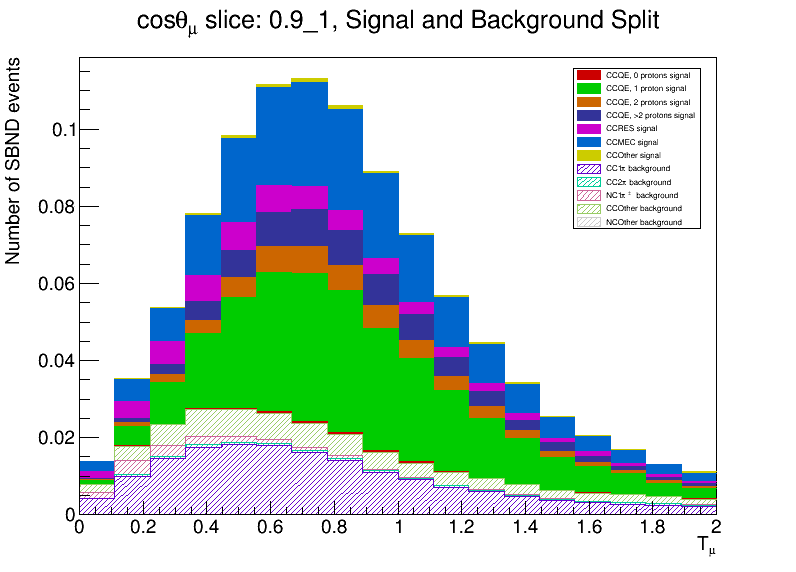 cosθμ slice: 0.9_1, Signal and Background Split
Number of SBND events
0.1
0.08
0.06
0.04
0.02
0
CCQE, 0 protons signal
CCQE, 1 proton signal
CCQE, 2 protons signal
CCQE, >2 protons signal
CCRES signal
CCMEC signal
CCOther signal
CC1π background
CC2π background
NC1π± background
CCOther background
NCOther background
0 0.2 0.4 0.6 0.8 1 1.2 1.4 1.6 1.8 2
Tμ